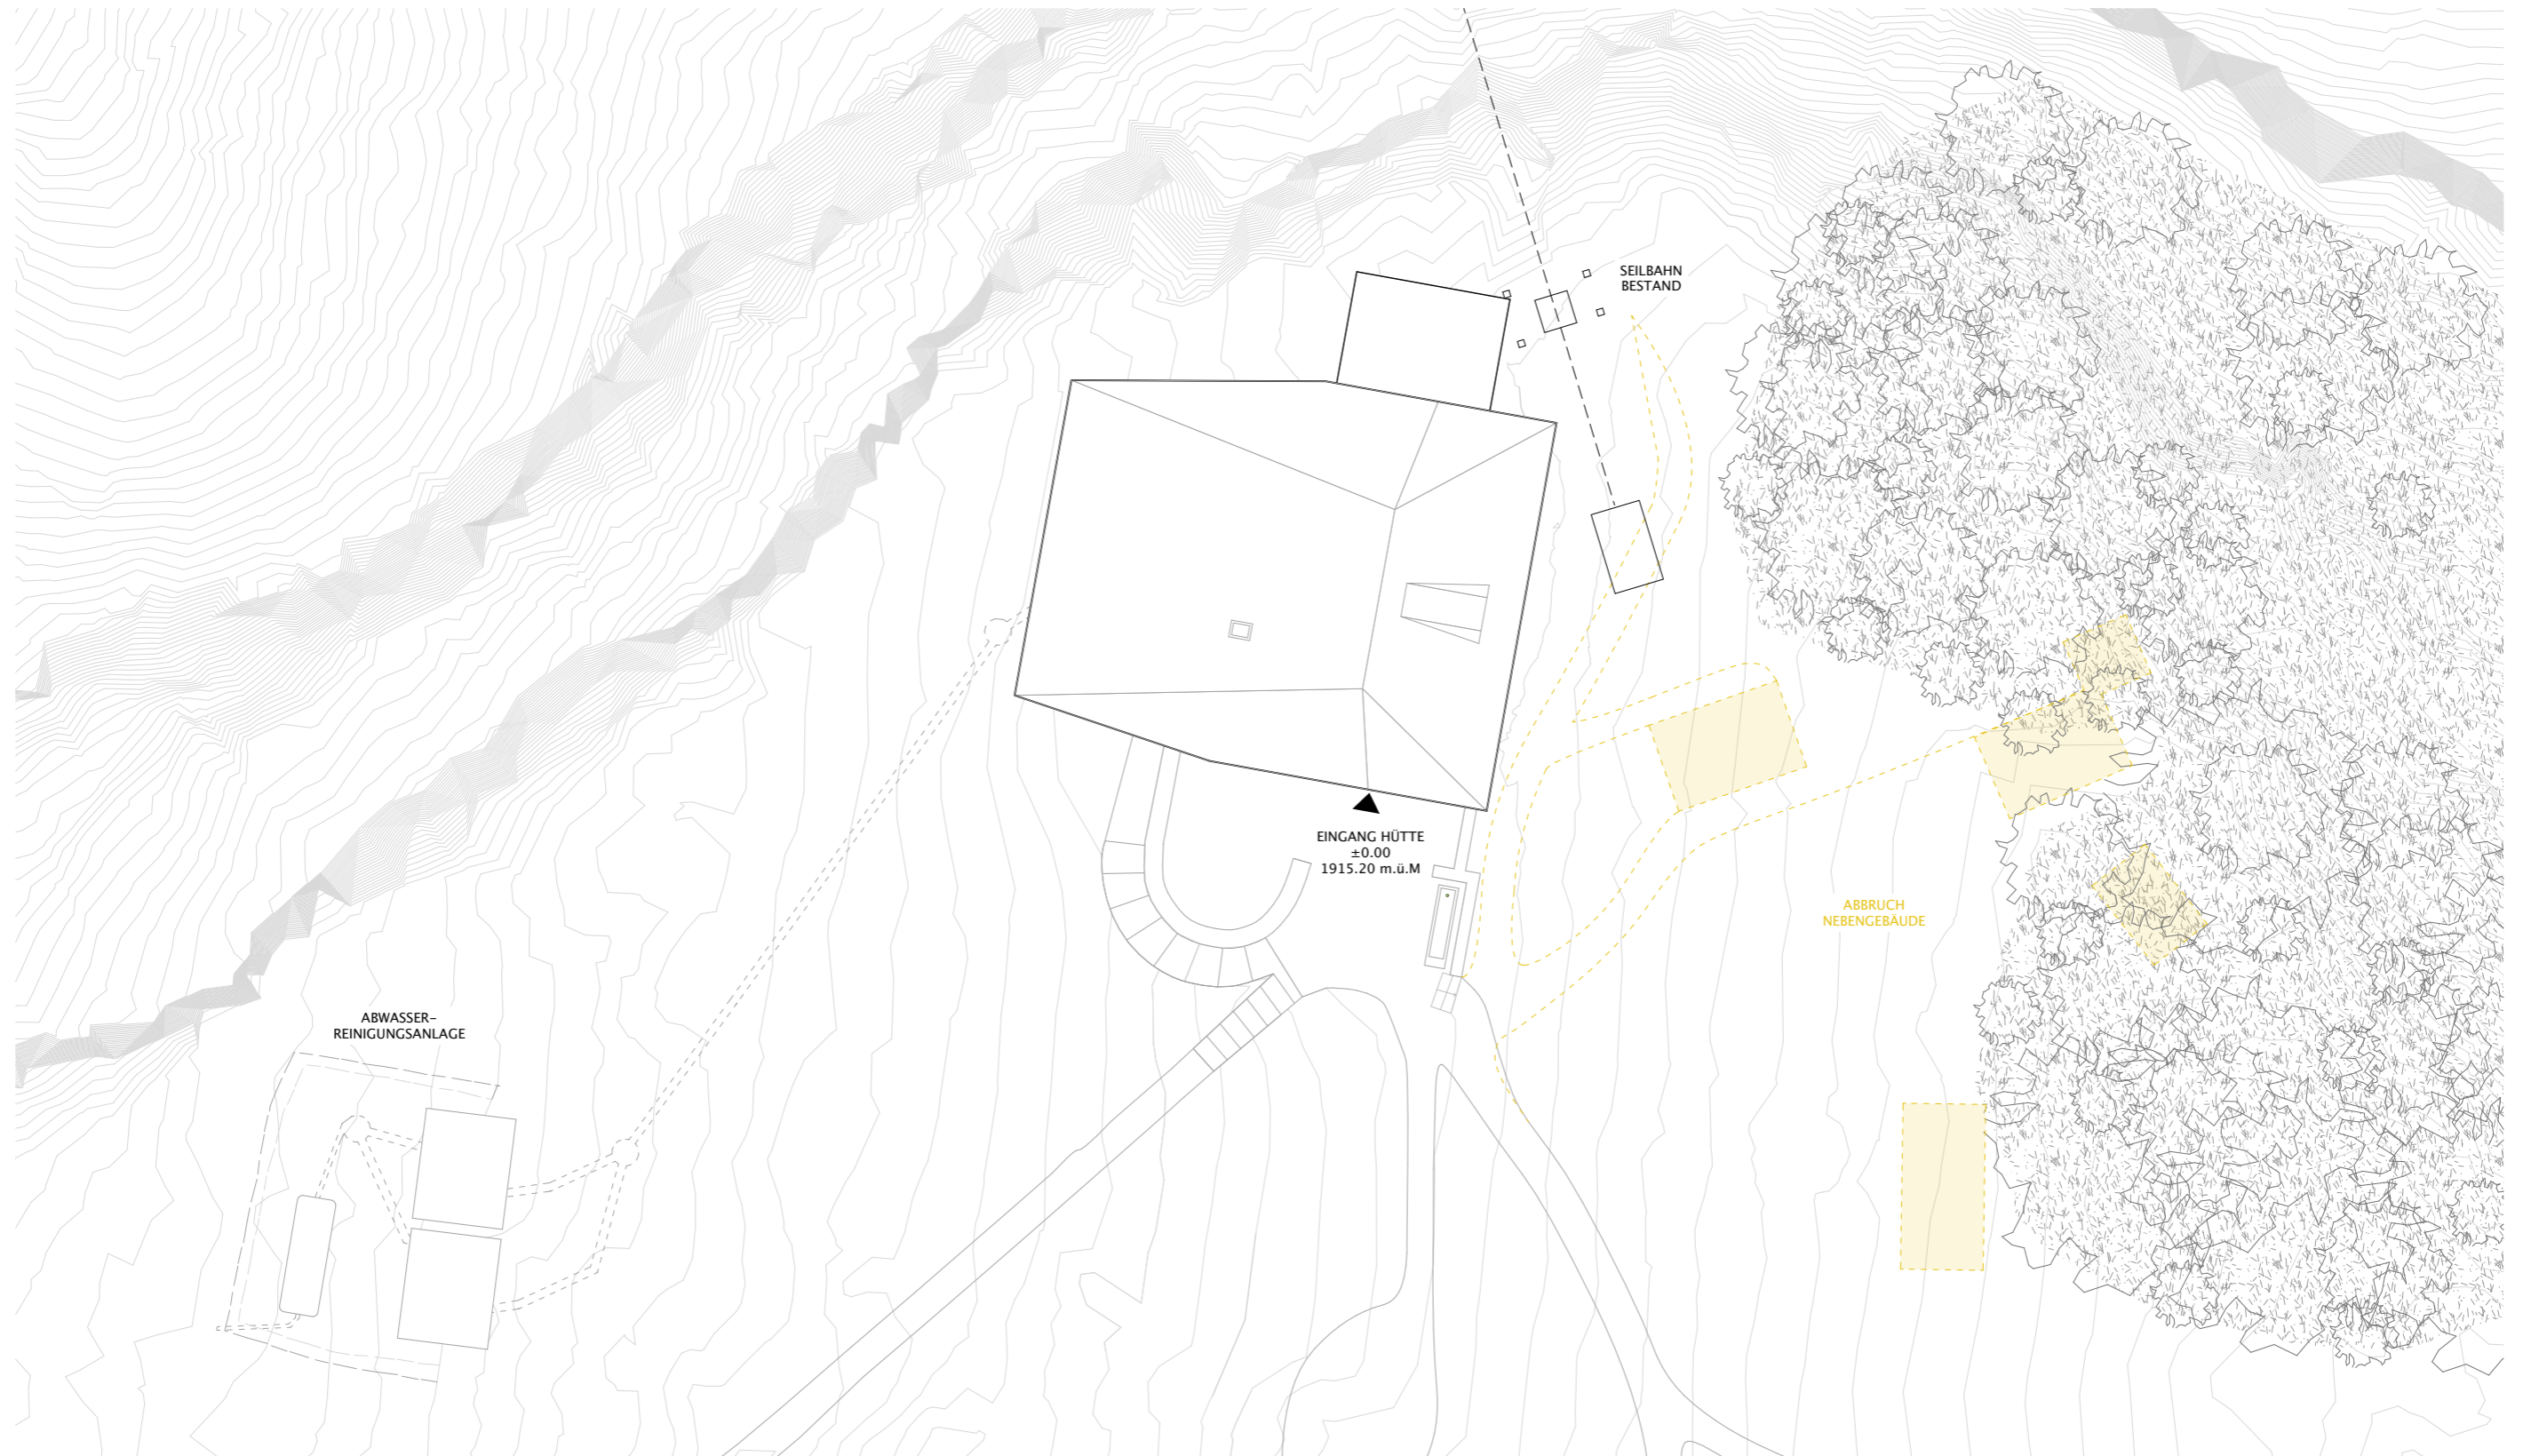 SEILBAHN
BESTAND
EINGANG HÜTTE
±0.00
1915.20 m.ü.M
ABBRUCH
NEBENGEBÄUDE
ABWASSER-
REINIGUNGSANLAGE